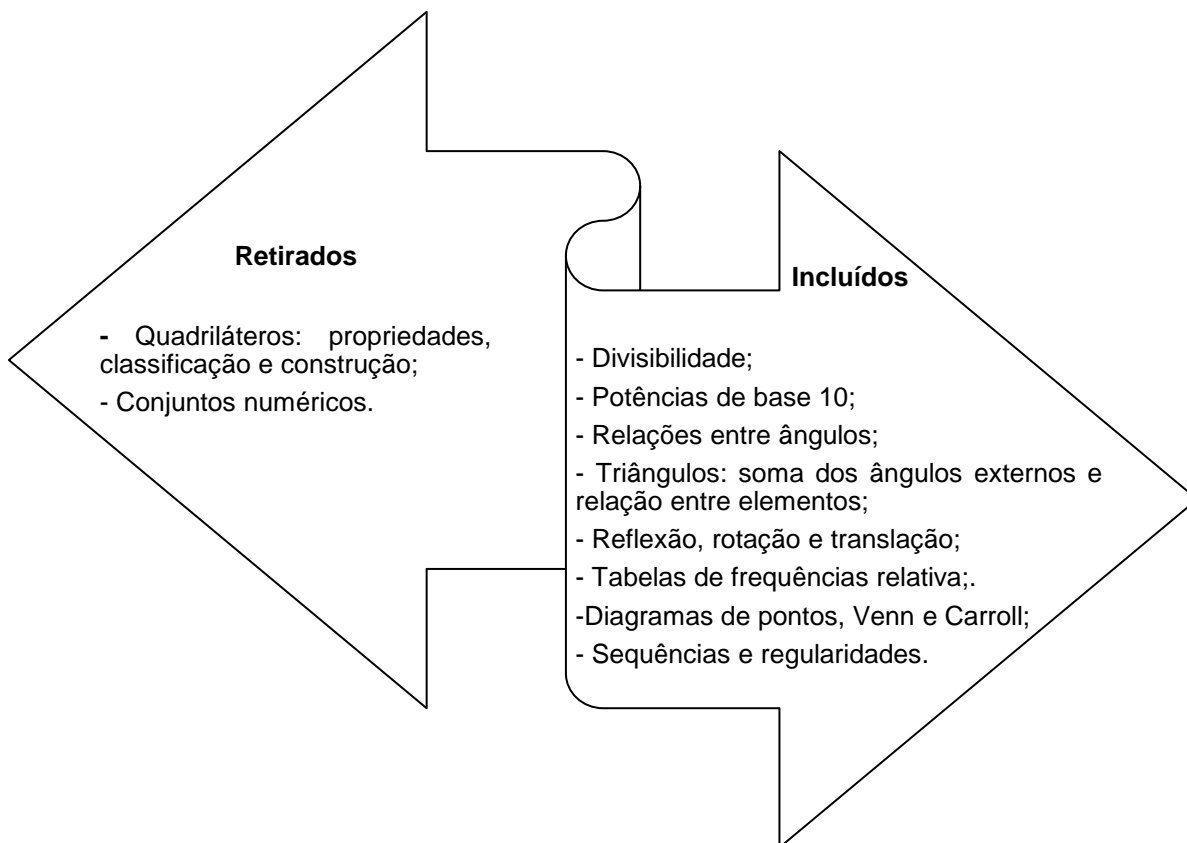 Retirados
- Quadriláteros: propriedades,
classificação e construção;
- Conjuntos numéricos.
Incluídos
- Divisibilidade;
- Potências de base 10;
- Relações entre ângulos;
- Triângulos: soma dos ângulos externos e
relação entre elementos;
- Reflexão, rotação e translação;
- Tabelas de frequências relativa;.
-Diagramas de pontos, Venn e Carroll;
- Sequências e regularidades.